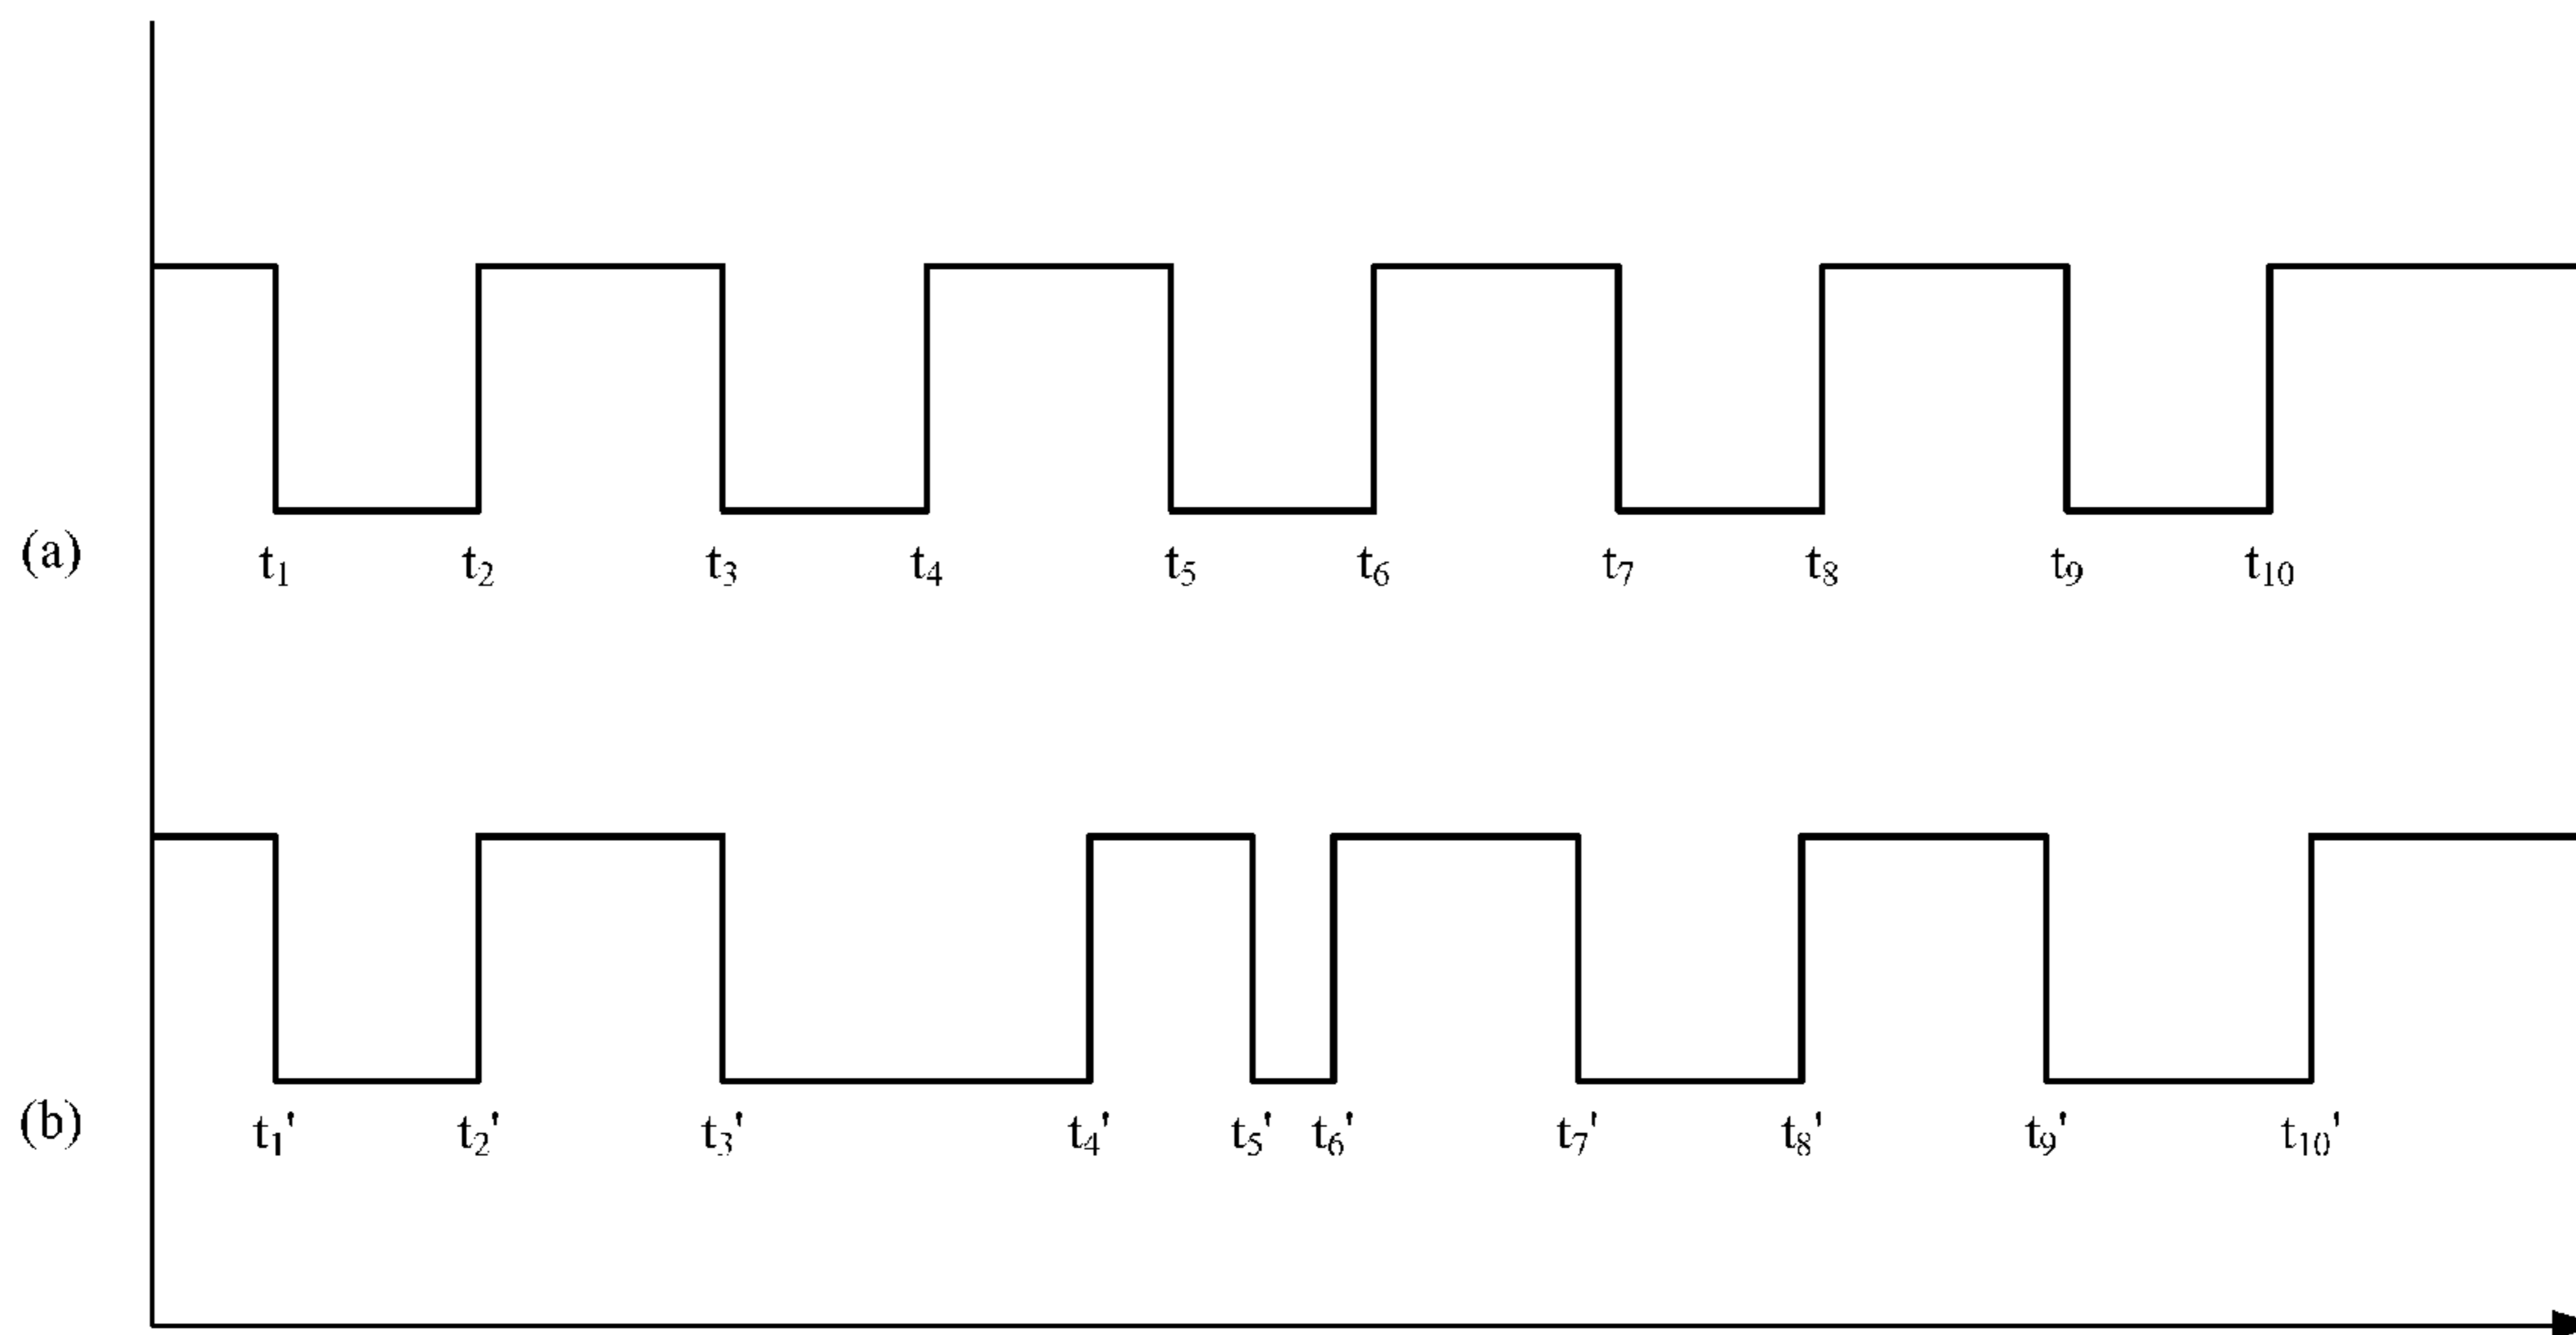 (a) t₁ t₂ t₃ t₄ t₅ t₆ t₇ t₈ t₉ t₁₀
(b) t₁' t₂' t₃' t₄' t₅' t₆' t₇' t₈' t₉' t₁₀'